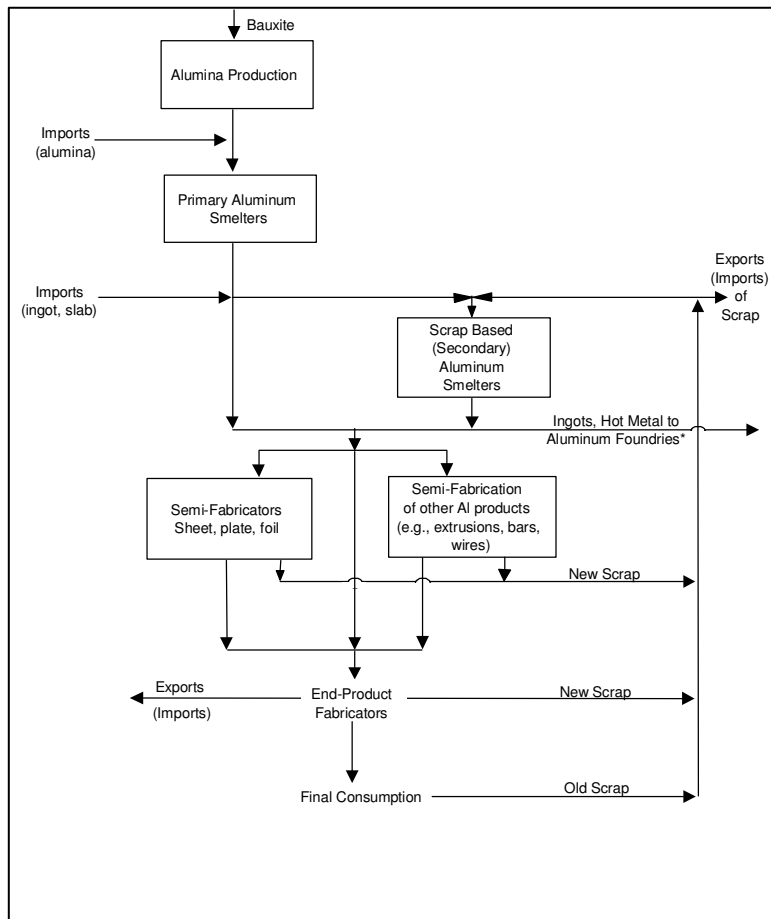 Bauxite
Alumina Production
Imports
(alumina)
Primary Aluminum
Smelters
Exports
(Imports)
of
Scrap
Imports
(ingot, slab)
Scrap Based
(Secondary)
Aluminum
Smelters
Ingots, Hot Metal to
Aluminum Foundries*
Semi-Fabricators
Sheet, plate, foil
Semi-Fabrication
of other Al products
(e.g., extrusions, bars,
wires)
New Scrap
Exports
(Imports)
End-Product
Fabricators
New Scrap
Final Consumption
Old Scrap